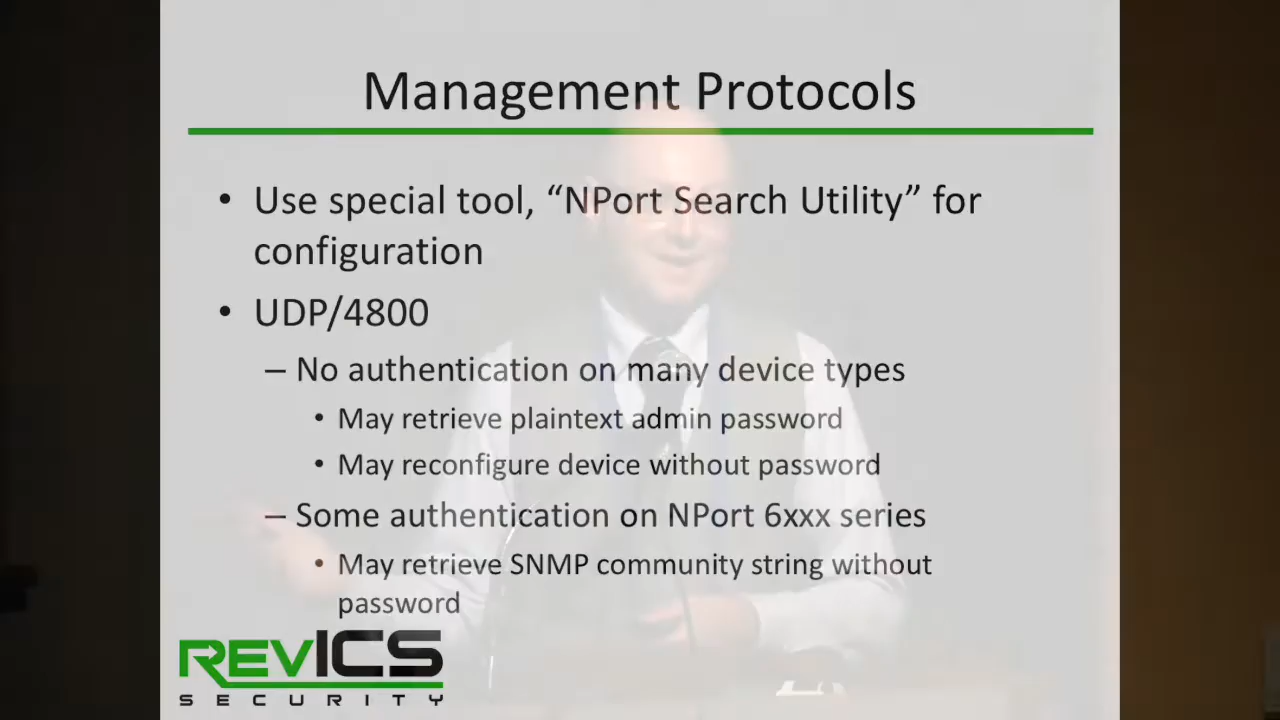 Management Protocols
• Use special tool, “NPort Search Utility” for
configuration
• UDP/4800
– No authentication on many device types
• May retrieve plaintext admin password
• May reconfigure device without password
– Some authentication on NPort 6xxx series
• May retrieve SNMP community string without
password
REVICS
SECURITY